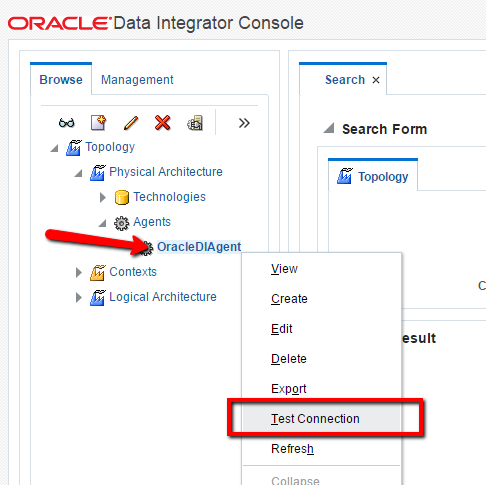 ORACLE Data Integrator Console
Browse
Management
Topology
Physical Architecture
Technologies
Agents
OracleDIAgent
Contexts
Logical Architecture
View
Create
Edit
Delete
Export
Test Connection
Refresh
Collapse
Search
Search Form
Topology
C
esult